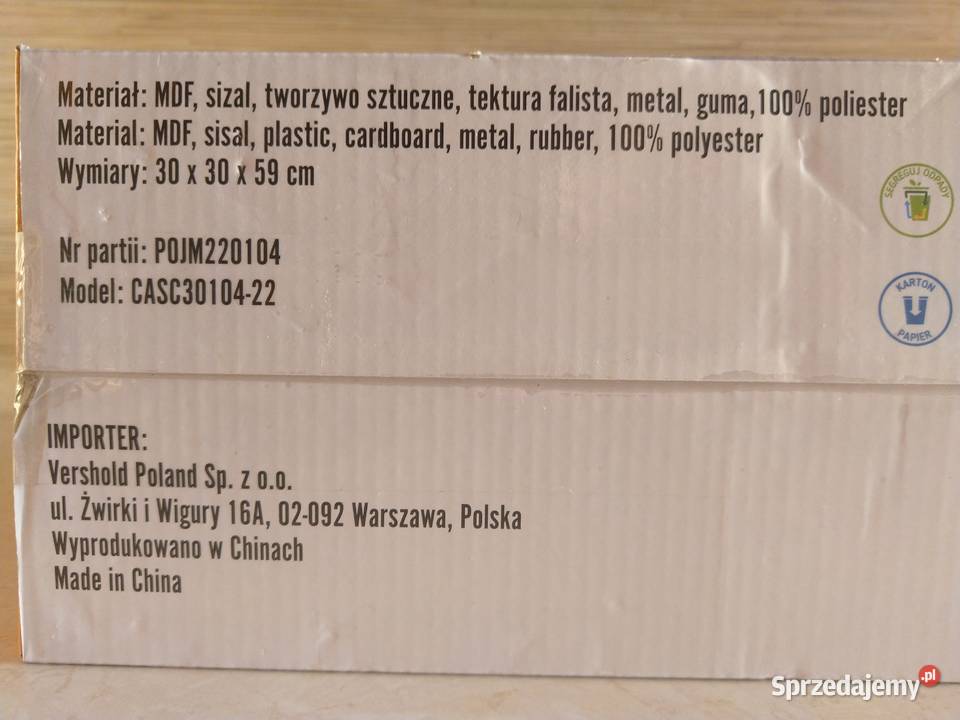 Materiał: MDF, sizal, tworzywo sztuczne, tektura falista, metal, guma,100% poliester
Material: MDF, sisal, plastic, cardboard, metal, rubber, 100% polyester
Wymiary: 30 x 30 x 59 cm
SEGREGUJ ODPADY
Nr partii: POJM220104
Model: CASC30104-22
KARTON
PAPIER
IMPORTER:
Vershold Poland Sp. z o.o.
ul. Żwirki i Wigury 16A, 02-092 Warszawa, Polska
Wyprodukowano w Chinach
Made in China
Sprzedajemy.pl